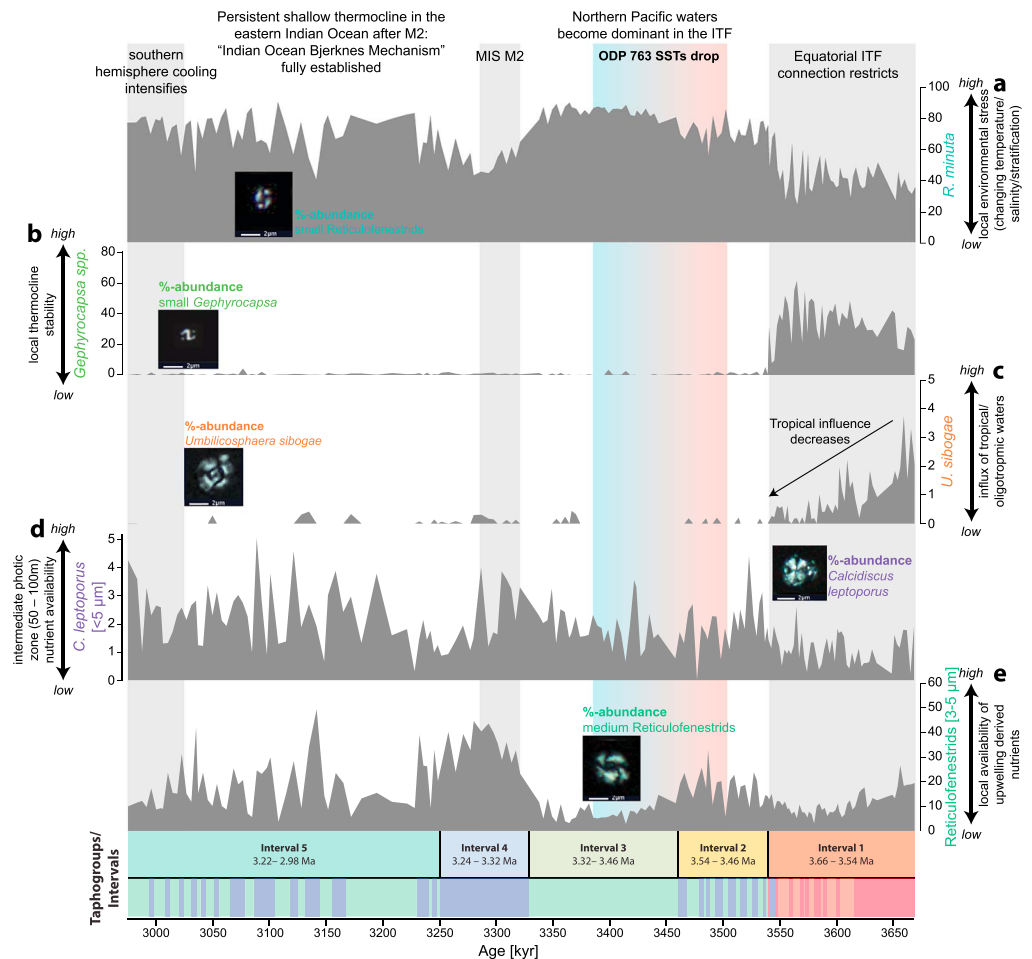 Persistent shallow thermocline in the
eastern Indian Ocean after M2:
“Indian Ocean Bjerknes Mechanism”
fully established
Northern Pacific waters
become dominant in the ITF
southern
hemisphere cooling
intensifies
MIS M2
ODP 763 SSTs drop
Equatorial ITF
connection restricts
a
high
low
local environmental stress
(changing temperature/
salinity/stratification)
R. minuta
100
80
60
40
20
0
%-abundance
small Reticulofenestrids
2µm
b
high
low
local thermocline
stability
Gephyrocapsa spp.
80
60
40
20
0
%-abundance
small Gephyrocapsa
2µm
c
high
low
influx of tropical/
oligotropmic waters
U. sibogae
5
4
3
2
1
0
Tropical influence
decreases
%-abundance
Umbilicosphaera sibogae
2µm
d
high
low
intermediate photic
zone (50 – 100m)
nutrient availability
C. leptoporus
[<5 µm]
5
4
3
2
1
0
%-abundance
Calcidiscus
leptoporus
2µm
e
high
low
local availability of
upwelling derived
nutrients
Reticulofenestrids [3-5 µm]
60
50
40
30
20
10
0
%-abundance
medium Reticulofenestrids
2µm
Taphogroups/
Intervals
Interval 5
3.22– 2.98 Ma
Interval 4
3.24 – 3.32 Ma
Interval 3
3.32– 3.46 Ma
Interval 2
3.54 – 3.46 Ma
Interval 1
3.66 – 3.54 Ma
3000
3050
3100
3150
3200
3250
3300
3350
3400
3450
3500
3550
3600
3650
Age [kyr]